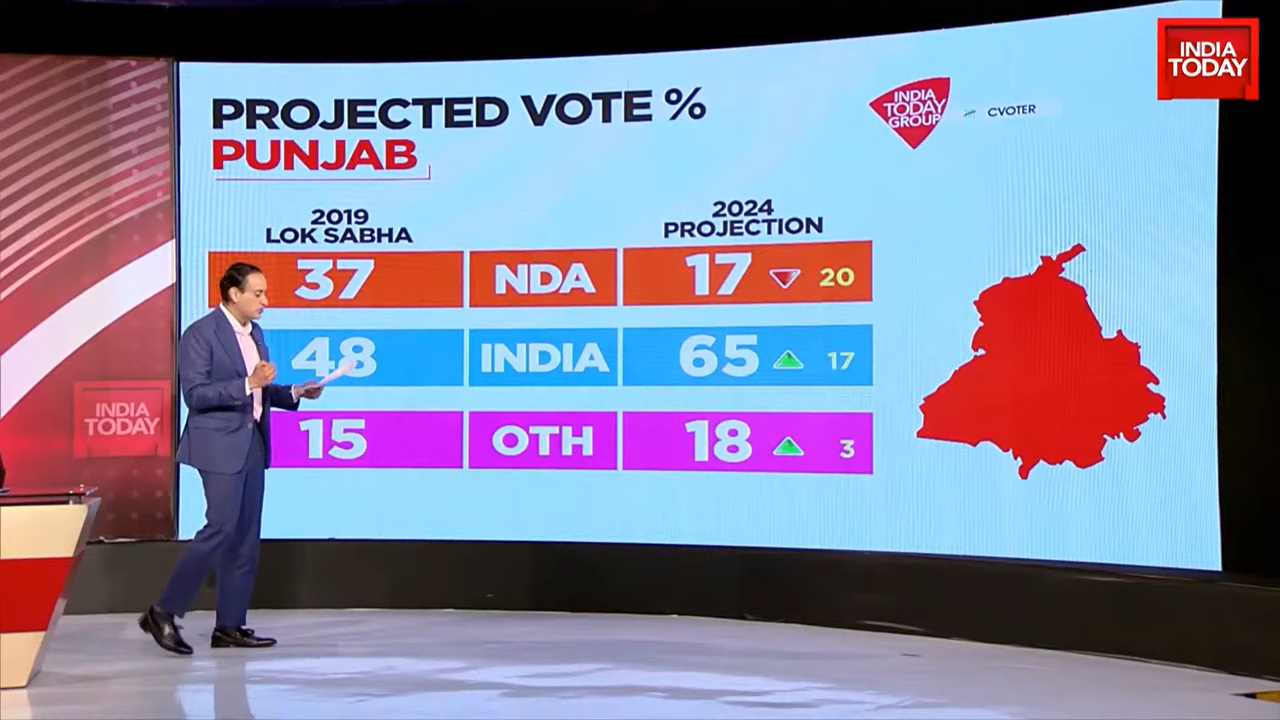 INDIA
TODAY
PROJECTED VOTE %
PUNJAB
INDIA
TODAY
GROUP
CVOTER
2019
LOK SABHA
2024
PROJECTION
37 NDA 17 20
48 INDIA 65 17
15 OTH 18 3
INDIA
TODAY